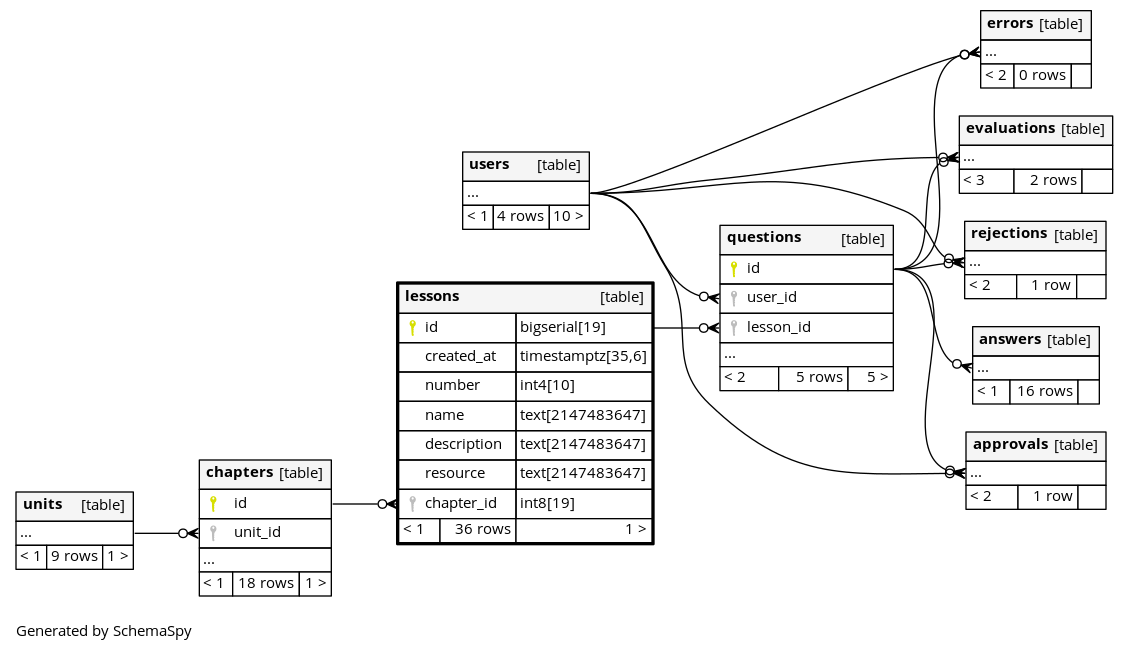 errors [table]
...
< 2 0 rows
evaluations [table]
...
< 3 2 rows
users [table]
...
< 1 4 rows 10 >
rejections [table]
...
< 2 1 row
questions [table]
id
user_id
lesson_id
...
< 2 5 rows 5 >
lessons [table]
id bigserial[19]
created_at timestamptz[35,6]
number int4[10]
name text[2147483647]
description text[2147483647]
resource text[2147483647]
chapter_id int8[19]
< 1 36 rows 1 >
answers [table]
...
< 1 16 rows
approvals [table]
...
< 2 1 row
chapters [table]
id
unit_id
...
< 1 18 rows 1 >
units [table]
...
< 1 9 rows 1 >
Generated by SchemaSpy